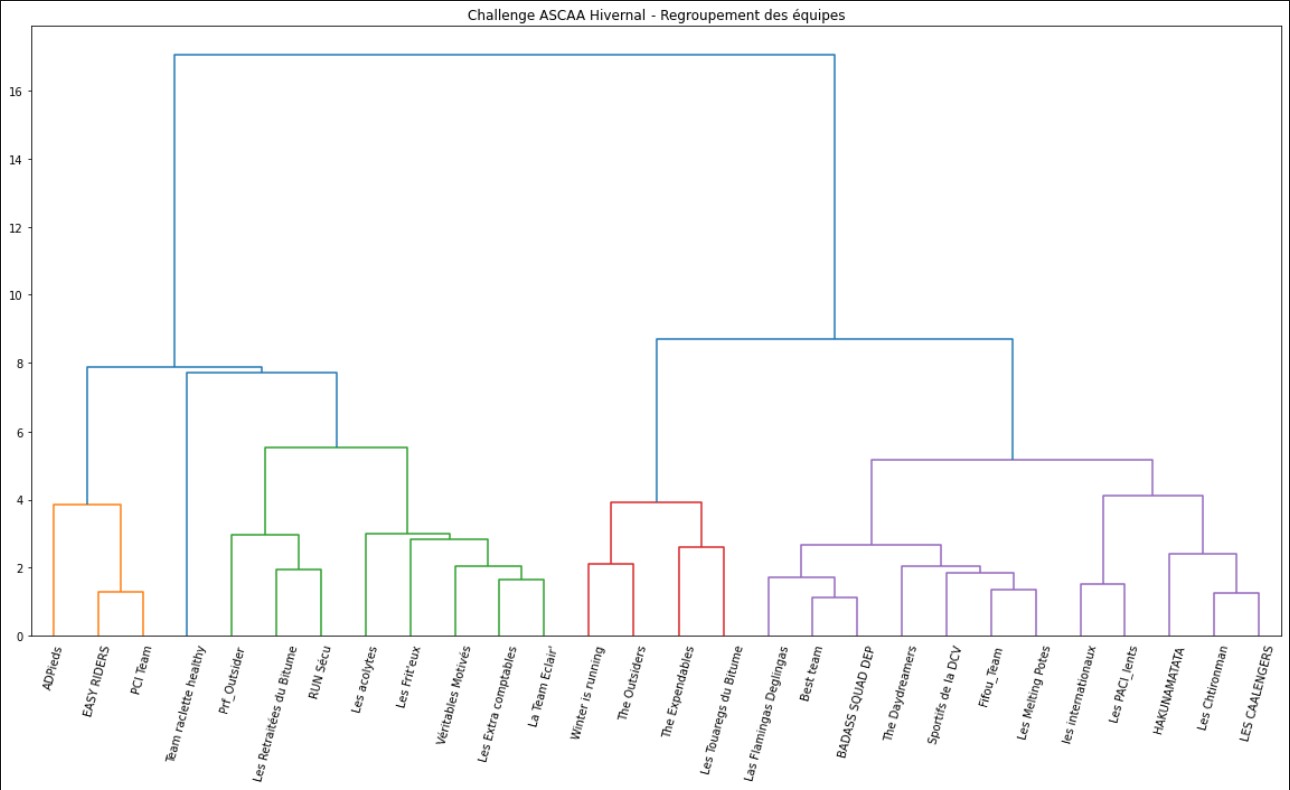 Challenge ASCAA Hivernal - Regroupement des équipes
16
14
12
10
8
6
4
2
0
ADPieds
EASY RIDERS
PCI Team
Team raclette healthy
Prf_Outsider
Les Retraitées du Bitume
RUN Sécu
Les acolytes
Les Frit'eux
Véritables Motivés
Les Extra comptables
La Team Eclair'
Winter is running
The Outsiders
The Expendables
Les Touaregs du Bitume
Las Flamingas Deglingas
Best team
BADASS SQUAD DEP
The Daydreamers
Sportifs de la DCV
Fifou_Team
Les Melting Potes
les internationaux
Les PACI_lents
HAKUNAMATATA
Les Chtironman
LES CAALENGERS